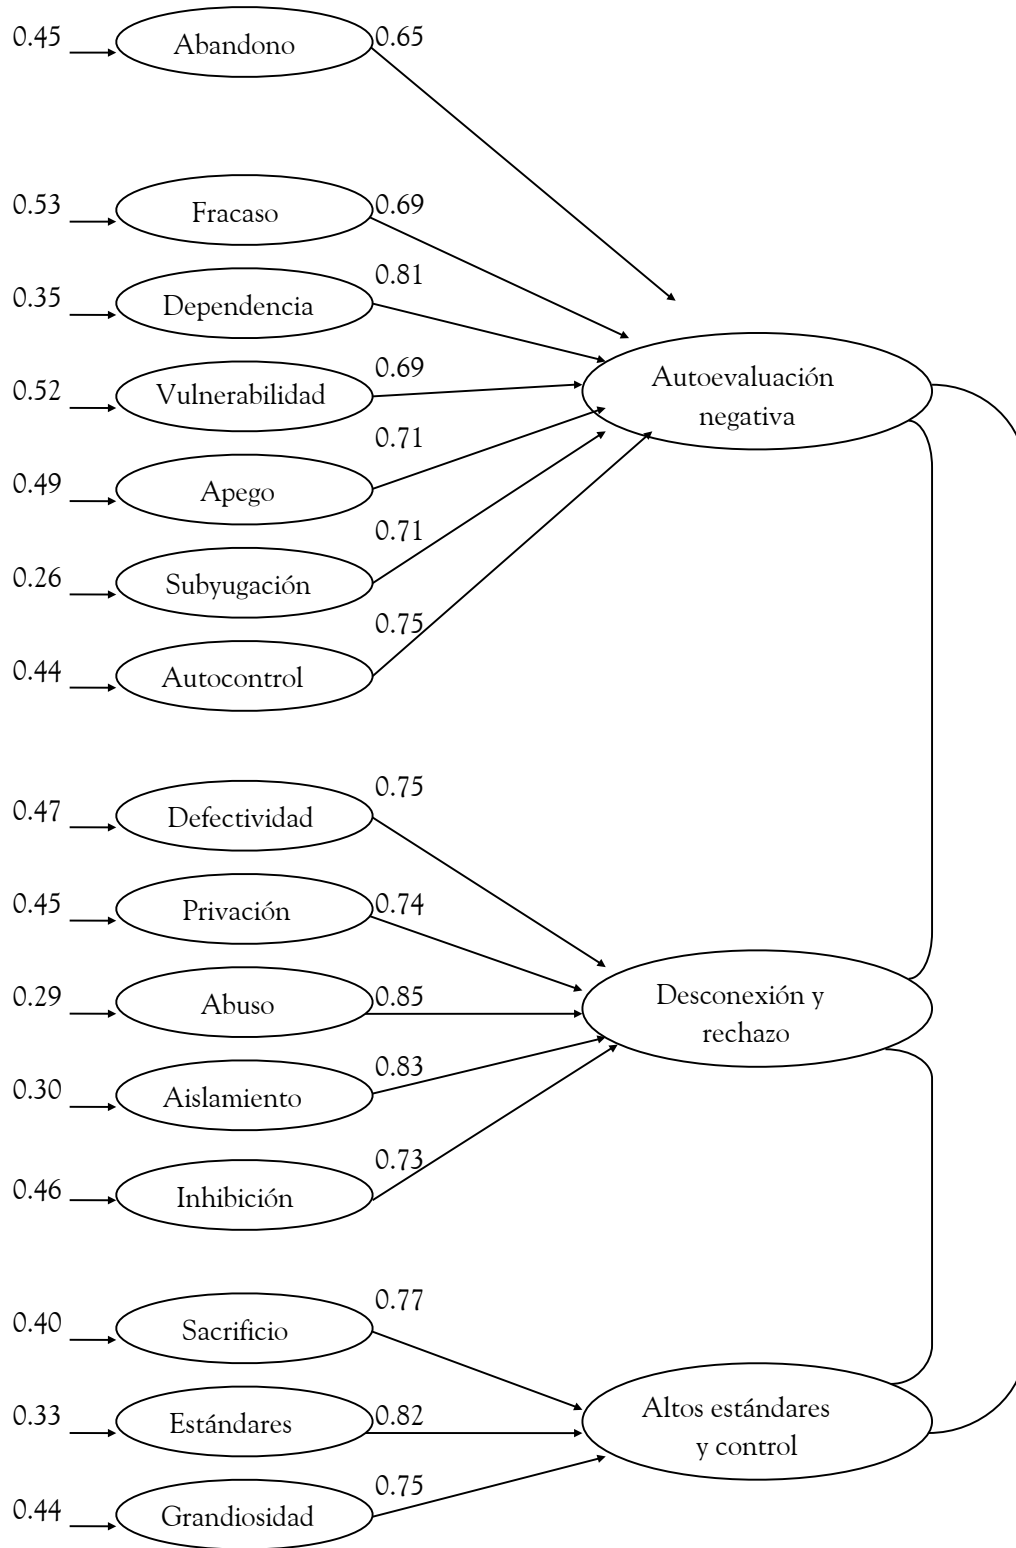 0.45 Abandono 0.65
0.53 Fracaso 0.69
0.35 Dependencia 0.81
0.52 Vulnerabilidad 0.69
Autoevaluación
negativa
0.49 Apego 0.71
0.26 Subyugación 0.71
0.44 Autocontrol 0.75
0.47 Defectividad 0.75
0.45 Privación 0.74
0.29 Abuso 0.85
Desconexión y
rechazo
0.30 Aislamiento 0.83
0.46 Inhibición 0.73
0.40 Sacrificio 0.77
0.33 Estándares 0.82
Altos estándares
y control
0.44 Grandiosidad 0.75